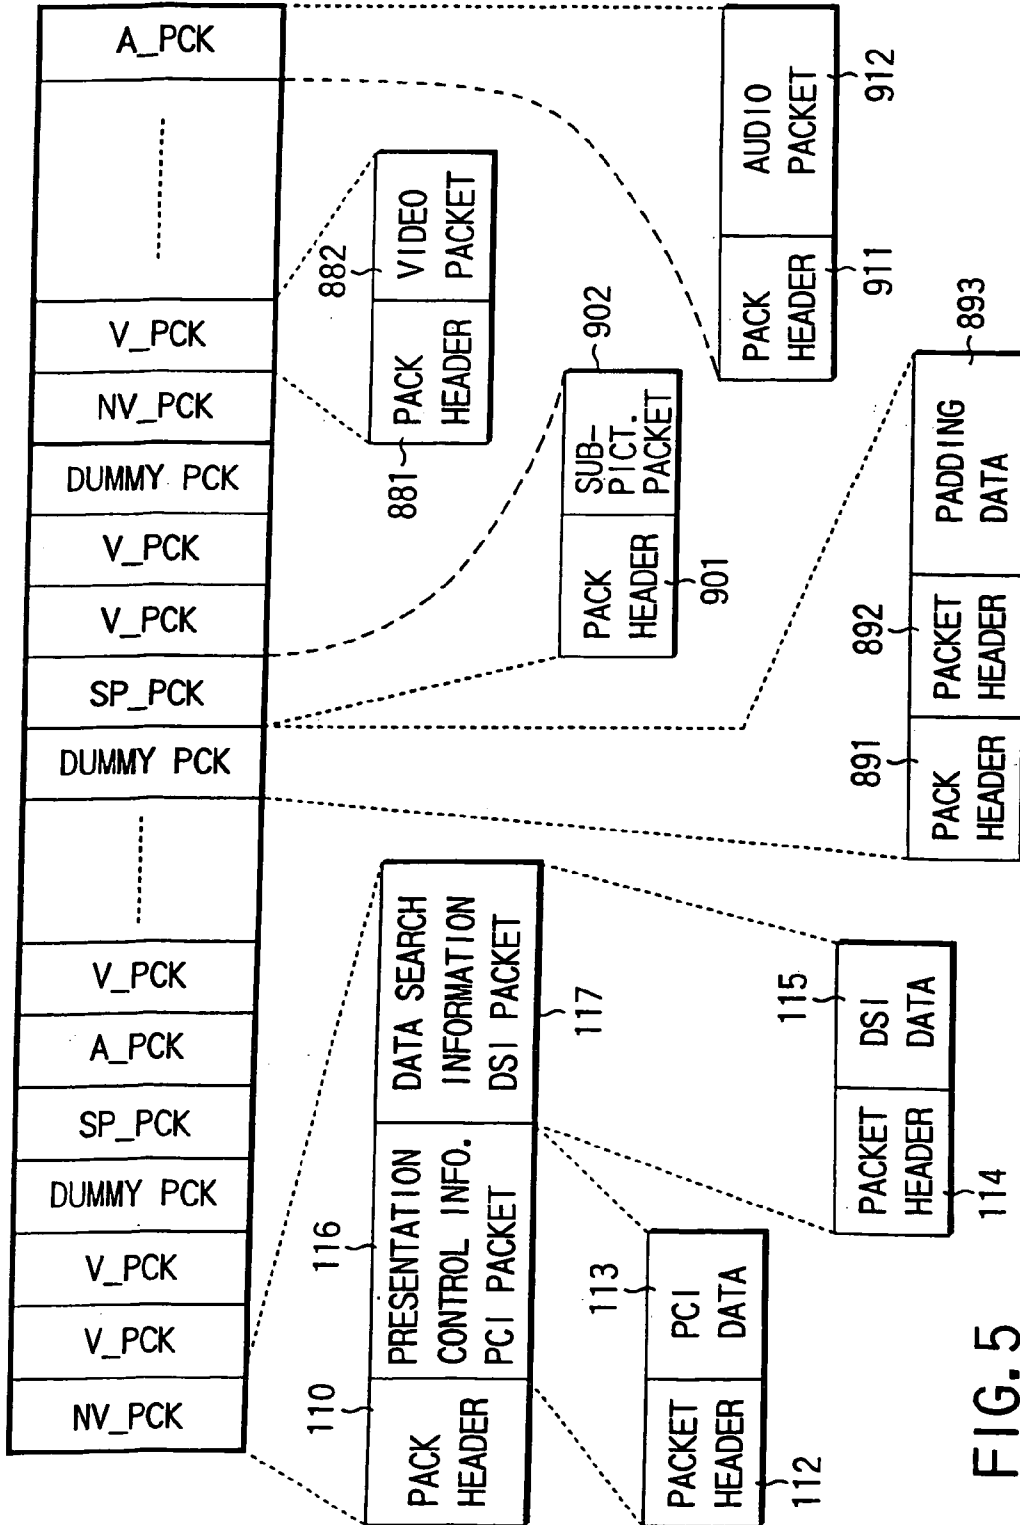 NV_PCK
V_PCK
V_PCK
DUMMY PCK
SP_PCK
A_PCK
V_PCK
DUMMY PCK
SP_PCK
V_PCK
V_PCK
DUMMY PCK
NV_PCK
V_PCK
A_PCK
110
PACK
HEADER
116
PRESENTATION
CONTROL INFO.
PCI PACKET
DATA SEARCH
INFORMATION
DSI PACKET
117
881
PACK
HEADER
882
VIDEO
PACKET
PACK
HEADER
901
SUB-
PICT.
PACKET
902
PACKET
HEADER
112
113
PCI
DATA
PACKET
HEADER
114
115
DSI
DATA
PACK
HEADER
911
AUDIO
PACKET
912
891
PACK
HEADER
892
PACKET
HEADER
PADDING
DATA
893
FIG.5